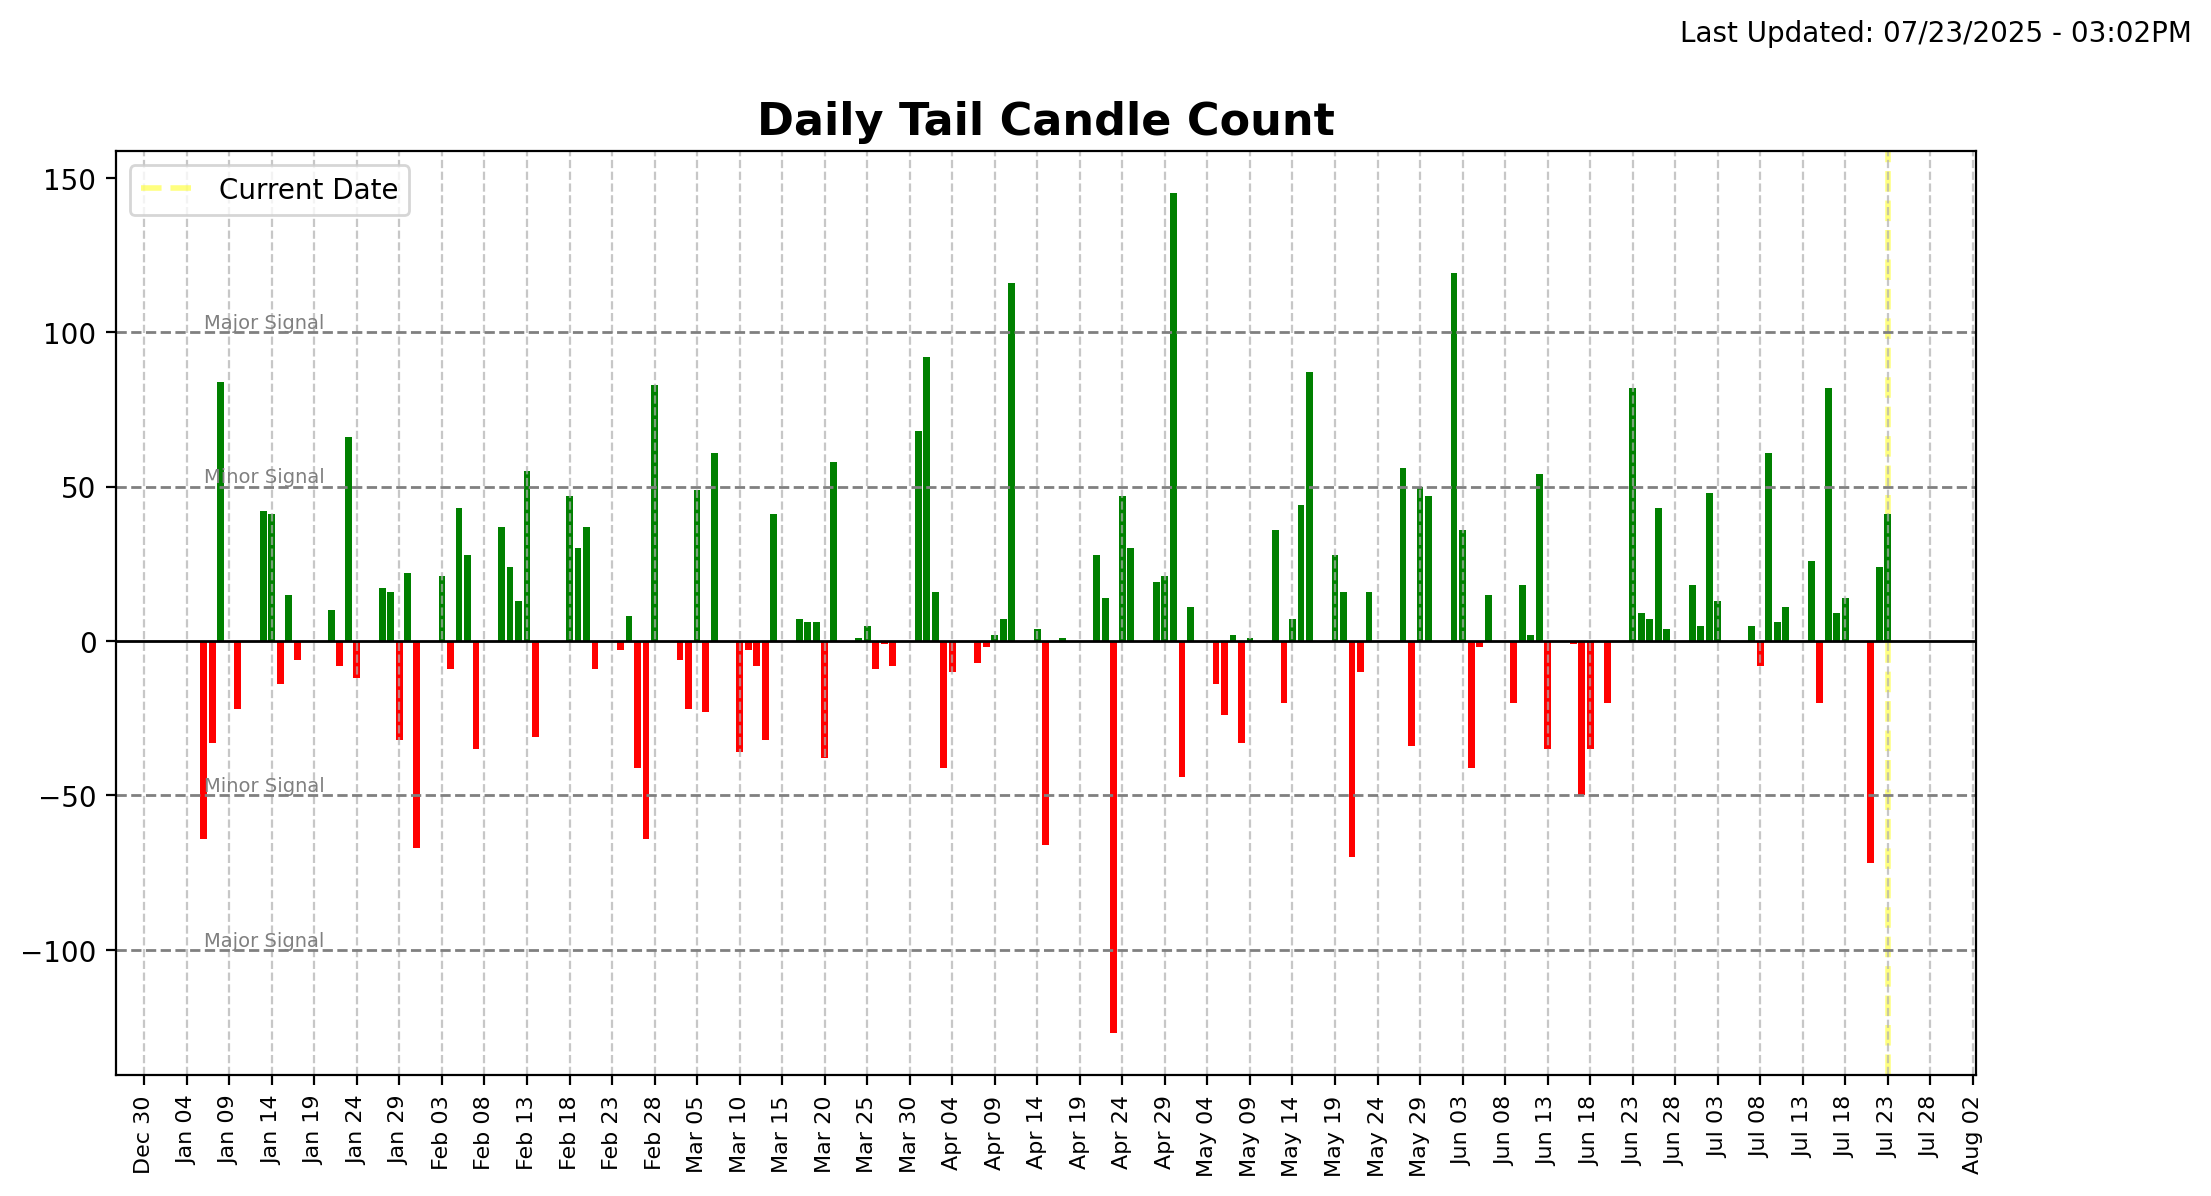 Last Updated: 07/23/2025 - 03:02PM
Daily Tail Candle Count
Current Date
150
100
50
0
−50
−100
Major Signal
Minor Signal
Minor Signal
Major Signal
Dec 30
Jan 04
Jan 09
Jan 14
Jan 19
Jan 24
Jan 29
Feb 03
Feb 08
Feb 13
Feb 18
Feb 23
Feb 28
Mar 05
Mar 10
Mar 15
Mar 20
Mar 25
Mar 30
Apr 04
Apr 09
Apr 14
Apr 19
Apr 24
Apr 29
May 04
May 09
May 14
May 19
May 24
May 29
Jun 03
Jun 08
Jun 13
Jun 18
Jun 23
Jun 28
Jul 03
Jul 08
Jul 13
Jul 18
Jul 23
Jul 28
Aug 02